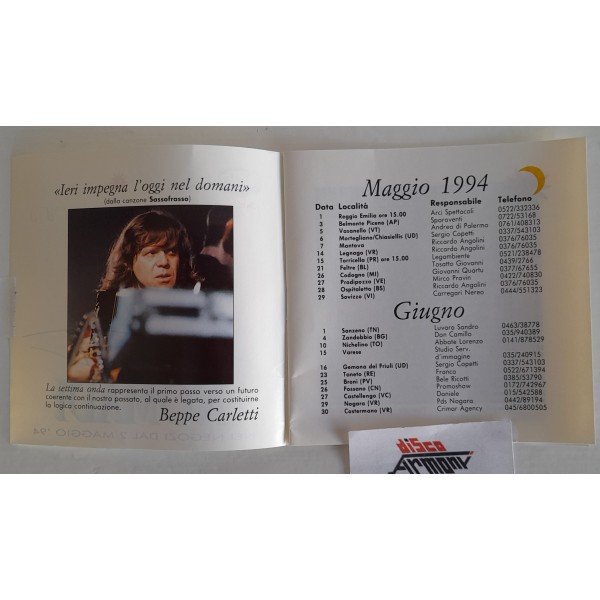 «Ieri impegna l'oggi nel domani»
(dalla canzone Sassofrasso)
La settima onda rappresenta il primo passo verso un futuro
coerente con il nostro passato, al quale è legato, per costituirne
la logica continuazione.
Beppe Carletti
Maggio 1994
Data Località Responsabile Telefono
1 Reggio Emilia ore 15.00 Arci Spettacoli 0522/332336
3 Belmonte Piceno (AP) Sparaventi 0722/53168
5 Vasanello (VT) Andrea di Palermo 0761/408313
6 Mortegliano/Chiasiellis (UD) Sergio Copetti 0337/543103
7 Mantova Riccardo Angolini 0376/76035
14 Legnago (VR) Riccardo Angolini 0376/76035
15 Torricella (PR) ore 15.00 Legambiente 0521/238478
21 Feltre (BL) Tosatto Giovanni 0439/2766
26 Codogno (MI) Giovanni Quartu 0377/67655
27 Pradipozzo (VE) Mirco Pravin 0422/740830
28 Ospitaletto (BS) Riccardo Angolini 0376/76035
29 Sovizzo (VI) Carregari Nereo 0444/551323
Giugno
1 Sanzeno (TN) Luvaro Sandro 0463/38778
4 Zandobbio (BG) Don Camillo 035/940389
10 Nichelino (TO) Abbate Lorenzo 0141/878529
15 Varese Studio Serv.
d'immagine 035/240915
16 Gemona del Friuli (UD) Sergio Copetti 0337/543103
23 Taneto (RE) Franco 0522/671394
25 Broni (PV) Bele Ricotti 0385/53790
26 Fossano (CN) Promoshow 0172/742967
27 Castellengo (VC) Daniele 015/542588
29 Nogara (VR) Pds Nogara 0442/89194
30 Castermano (VR) Crimar Agency 045/6800505
disco
Armoni'